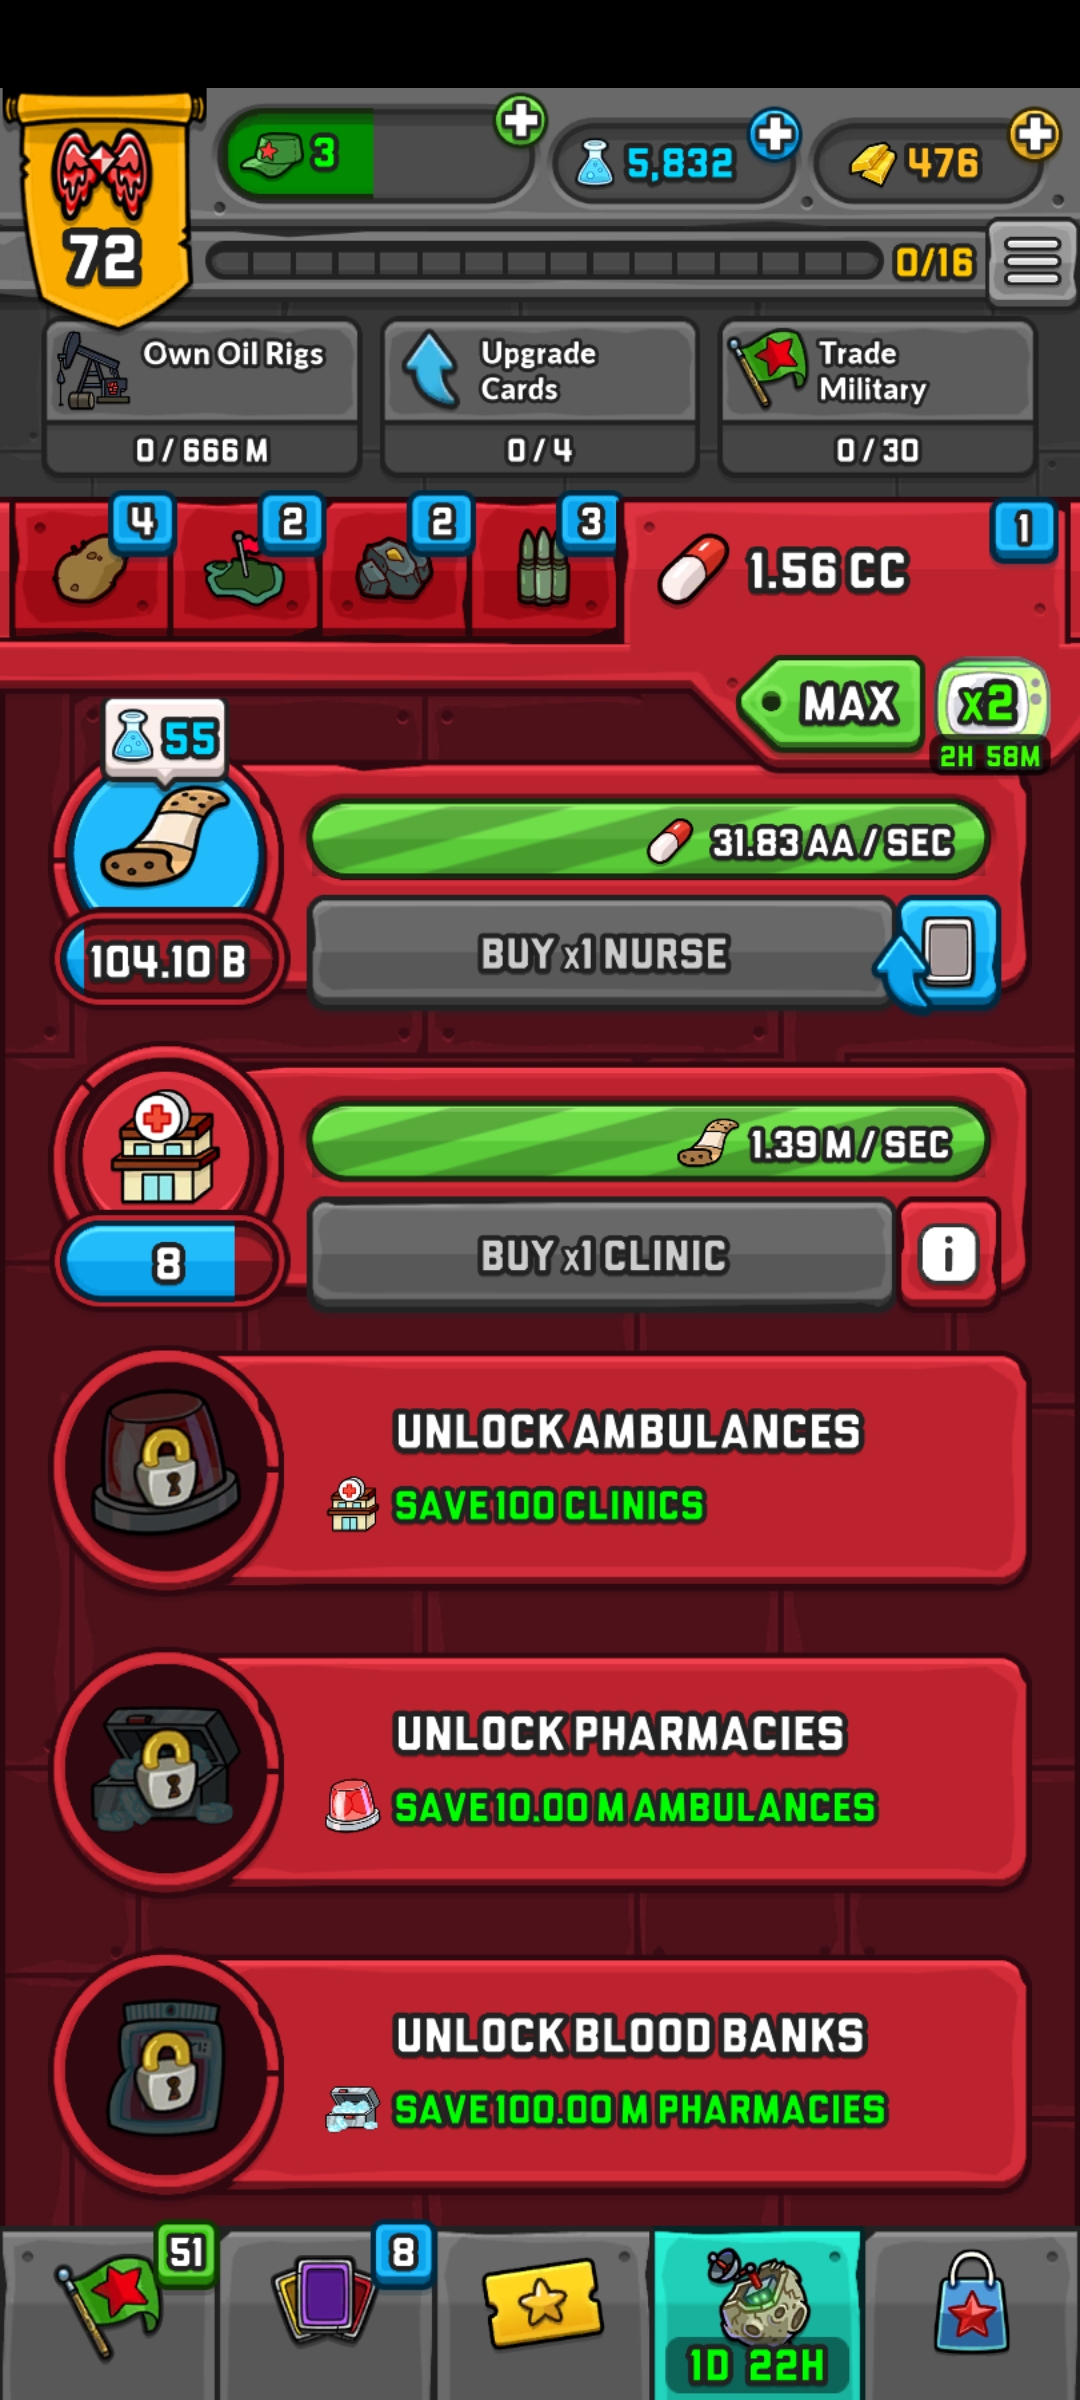 3
5,832
476
72
0/16
Own Oil Rigs
0 / 666 M
Upgrade
Cards
0 / 4
Trade
Military
0 / 30
4
2
2
3
1.56 CC
1
MAX
x2
2H 58M
55
31.83 AA / SEC
104.10 B
BUY x1 NURSE
1.39 M / SEC
8
BUY x1 CLINIC
i
UNLOCK AMBULANCES
SAVE 100 CLINICS
UNLOCK PHARMACIES
SAVE 10.00 M AMBULANCES
UNLOCK BLOOD BANKS
SAVE 100.00 M PHARMACIES
51
8
1D 22H